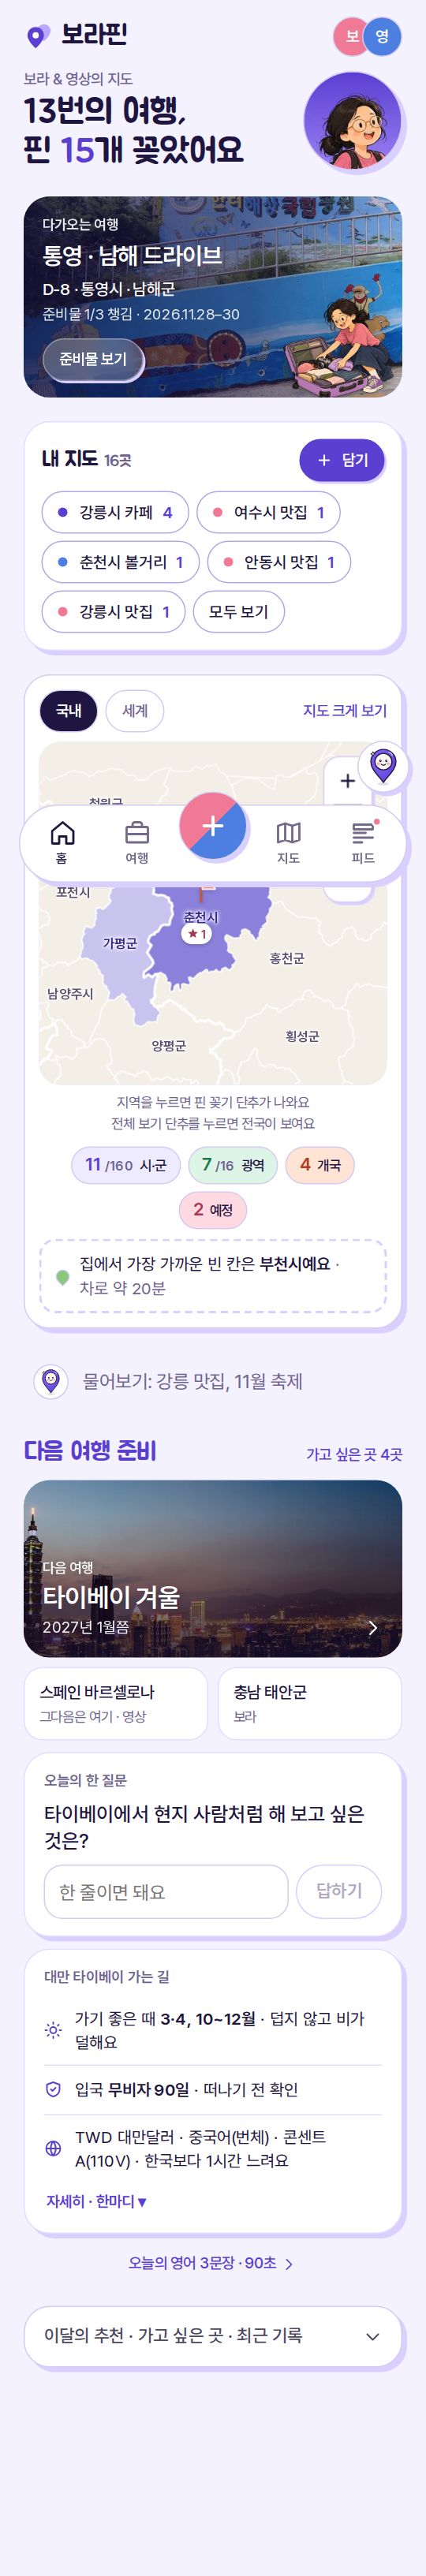 보라핀
보 영
보라 & 영상의 지도
13번의 여행,
핀 15개 꽂았어요
다가오는 여행
통영 · 남해 드라이브
D-8 · 통영시 · 남해군
준비물 1/3 챙김 · 2026.11.28–30
준비물 보기
내 지도 16곳
+ 담기
강릉시 카페 4
여수시 맛집 1
춘천시 볼거리 1
안동시 맛집 1
강릉시 맛집 1
모두 보기
국내
세계
지도 크게 보기
+
홈
여행
+
지도
피드
포천시
춘천시
★ 1
가평군
홍천군
남양주시
횡성군
양평군
지역을 누르면 핀 꽂기 단추가 나와요
전체 보기 단추를 누르면 전국이 보여요
11 /160 시·군
7 /16 광역
4 개국
2 예정
집에서 가장 가까운 빈 칸은 부천시예요 ·
차로 약 20분
물어보기: 강릉 맛집, 11월 축제
다음 여행 준비
가고 싶은 곳 4곳
다음 여행
타이베이 겨울
2027년 1월쯤
스페인 바르셀로나
그다음은 여기 · 영상
충남 태안군
보라
오늘의 한 질문
타이베이에서 현지 사람처럼 해 보고 싶은
것은?
한 줄이면 돼요
답하기
대만 타이베이 가는 길
가기 좋은 때 3·4, 10~12월 · 덥지 않고 비가
덜해요
입국 무비자 90일 · 떠나기 전 확인
TWD 대만달러 · 중국어(번체) · 콘센트
A(110V) · 한국보다 1시간 느려요
자세히 · 한마디 ▾
오늘의 영어 3문장 · 90초
이달의 추천 · 가고 싶은 곳 · 최근 기록